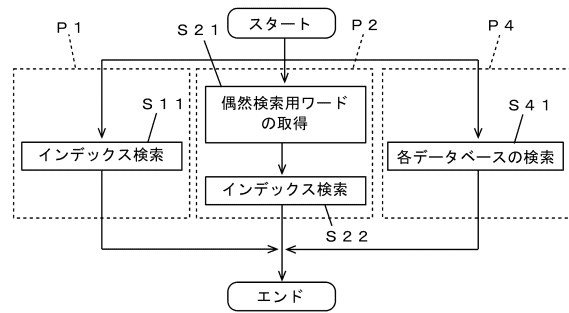 スタート
P1
S21
P2
P4
偶然検索用ワード
の取得
S11
S41
インデックス検索
各データベースの検索
インデックス検索
S22
エンド